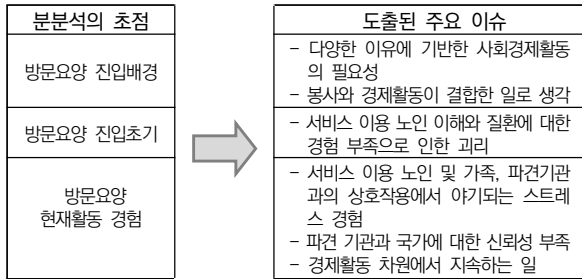 분분석의 초점
방문요양 진입배경
방문요양 진입초기
방문요양
현재활동 경험
도출된 주요 이슈
- 다양한 이유에 기반한 사회경제활동
의 필요성
- 봉사와 경제활동이 결합한 일로 생각
- 서비스 이용 노인 이해와 질환에 대한
경험 부족으로 인한 괴리
- 서비스 이용 노인 및 가족, 파견기관
과의 상호작용에서 야기되는 스트레
스 경험
- 파견 기관과 국가에 대한 신뢰성 부족
- 경제활동 차원에서 지속하는 일